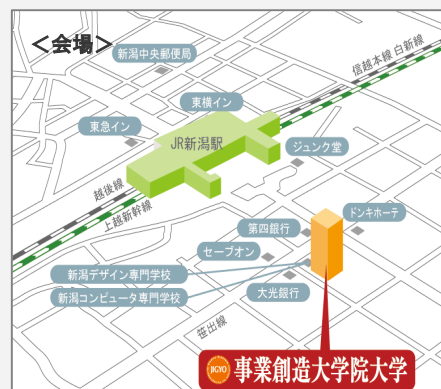 ＜会場＞
新潟中央郵便局
信越本線 白新線
東横イン
東急イン
JR新潟駅
ジュンク堂
越後線
上越新幹線
ドンキホーテ
第四銀行
セーブオン
新潟デザイン専門学校
新潟コンピュータ専門学校
大光銀行
笹出線
JIGYO 事業創造大学院大学